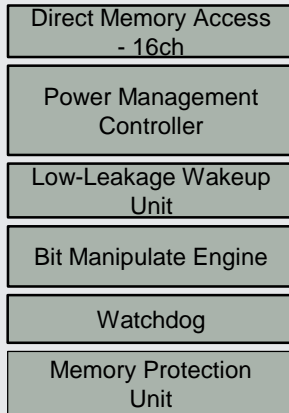 Direct Memory Access
- 16ch
Power Management
Controller
Low-Leakage Wakeup
Unit
Bit Manipulate Engine
Watchdog
Memory Protection
Unit